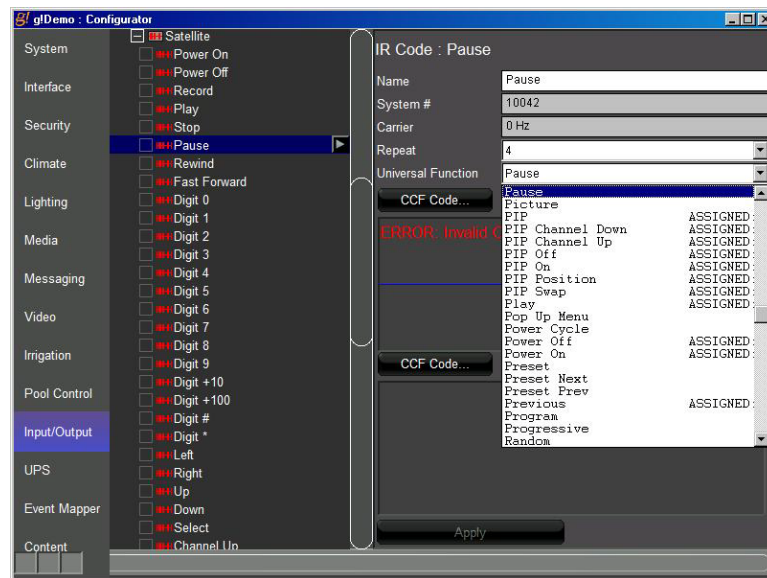 g! g!Demo : Configurator
System
Interface
Security
Climate
Lighting
Media
Messaging
Video
Irrigation
Pool Control
Input/Output
UPS
Event Mapper
Content
Satellite
Power On
Power Off
Record
Play
Stop
Pause
Rewind
Fast Forward
Digit 0
Digit 1
Digit 2
Digit 3
Digit 4
Digit 5
Digit 6
Digit 7
Digit 8
Digit 9
Digit +10
Digit +100
Digit #
Digit *
Left
Right
Up
Down
Select
Channel Up
IR Code : Pause
Name Pause
System # 10042
Carrier 0 Hz
Repeat 4
Universal Function Pause
CCF Code...
ERROR: Invalid C
CCF Code...
Apply
Pause
Picture
PIP ASSIGNED:
PIP Channel Down ASSIGNED:
PIP Channel Up ASSIGNED:
PIP Off ASSIGNED:
PIP On ASSIGNED:
PIP Position ASSIGNED:
PIP Swap ASSIGNED:
Play ASSIGNED:
Pop Up Menu
Power Cycle
Power Off ASSIGNED:
Power On ASSIGNED:
Preset
Preset Next
Preset Prev
Previous ASSIGNED:
Program
Progressive
Random